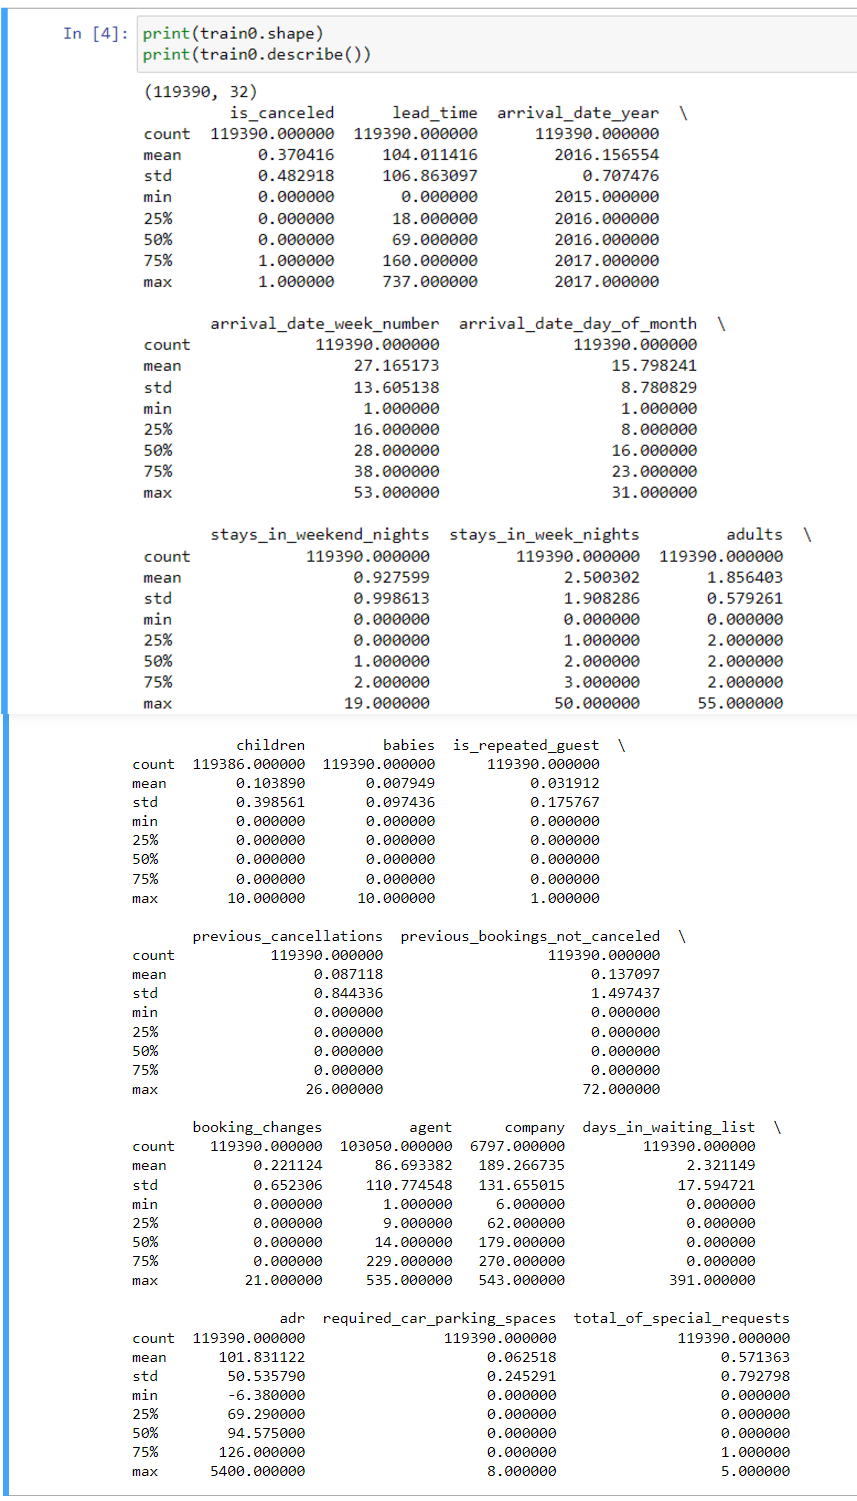 In [4]: print(train0.shape)
print(train0.describe())
(119390, 32)
is_canceled lead_time arrival_date_year \
count 119390.000000 119390.000000 119390.000000
mean 0.370416 104.011416 2016.156554
std 0.482918 106.863097 0.707476
min 0.000000 0.000000 2015.000000
25% 0.000000 18.000000 2016.000000
50% 0.000000 69.000000 2016.000000
75% 1.000000 160.000000 2017.000000
max 1.000000 737.000000 2017.000000
arrival_date_week_number arrival_date_day_of_month \
count 119390.000000 119390.000000
mean 27.165173 15.798241
std 13.605138 8.780829
min 1.000000 1.000000
25% 16.000000 8.000000
50% 28.000000 16.000000
75% 38.000000 23.000000
max 53.000000 31.000000
stays_in_weekend_nights stays_in_week_nights adults \
count 119390.000000 119390.000000 119390.000000
mean 0.927599 2.500302 1.856403
std 0.998613 1.908286 0.579261
min 0.000000 0.000000 0.000000
25% 0.000000 1.000000 2.000000
50% 1.000000 2.000000 2.000000
75% 2.000000 3.000000 2.000000
max 19.000000 50.000000 55.000000
children babies is_repeated_guest \
count 119386.000000 119390.000000 119390.000000
mean 0.103890 0.007949 0.031912
std 0.398561 0.097436 0.175767
min 0.000000 0.000000 0.000000
25% 0.000000 0.000000 0.000000
50% 0.000000 0.000000 0.000000
75% 0.000000 0.000000 0.000000
max 10.000000 10.000000 1.000000
previous_cancellations previous_bookings_not_canceled \
count 119390.000000 119390.000000
mean 0.087118 0.137097
std 0.844336 1.497437
min 0.000000 0.000000
25% 0.000000 0.000000
50% 0.000000 0.000000
75% 0.000000 0.000000
max 26.000000 72.000000
booking_changes agent company days_in_waiting_list \
count 119390.000000 103050.000000 6797.000000 119390.000000
mean 0.221124 86.693382 189.266735 2.321149
std 0.652306 110.774548 131.655015 17.594721
min 0.000000 1.000000 6.000000 0.000000
25% 0.000000 9.000000 62.000000 0.000000
50% 0.000000 14.000000 179.000000 0.000000
75% 0.000000 229.000000 270.000000 0.000000
max 21.000000 535.000000 543.000000 391.000000
adr required_car_parking_spaces total_of_special_requests
count 119390.000000 119390.000000 119390.000000
mean 101.831122 0.062518 0.571363
std 50.535790 0.245291 0.792798
min -6.380000 0.000000 0.000000
25% 69.290000 0.000000 0.000000
50% 94.575000 0.000000 0.000000
75% 126.000000 0.000000 1.000000
max 5400.000000 8.000000 5.000000